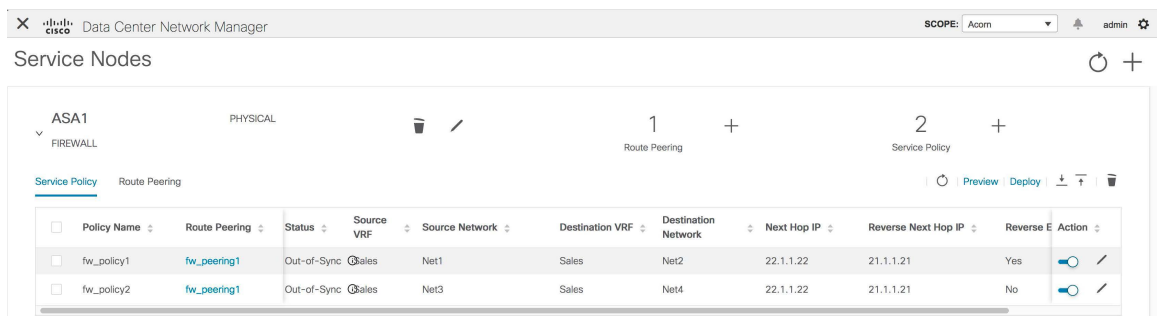 CISCO Data Center Network Manager SCOPE: Acorn admin
Service Nodes
ASA1 PHYSICAL 1 2
FIREWALL Route Peering Service Policy
Service Policy Route Peering Preview Deploy
Policy Name Route Peering Status Source VRF Source Network Destination VRF Destination Network Next Hop IP Reverse Next Hop IP Reverse E Action
fw_policy1 fw_peering1 Out-of-Sync Sales Net1 Sales Net2 22.1.1.22 21.1.1.21 Yes
fw_policy2 fw_peering1 Out-of-Sync Sales Net3 Sales Net4 22.1.1.22 21.1.1.21 No